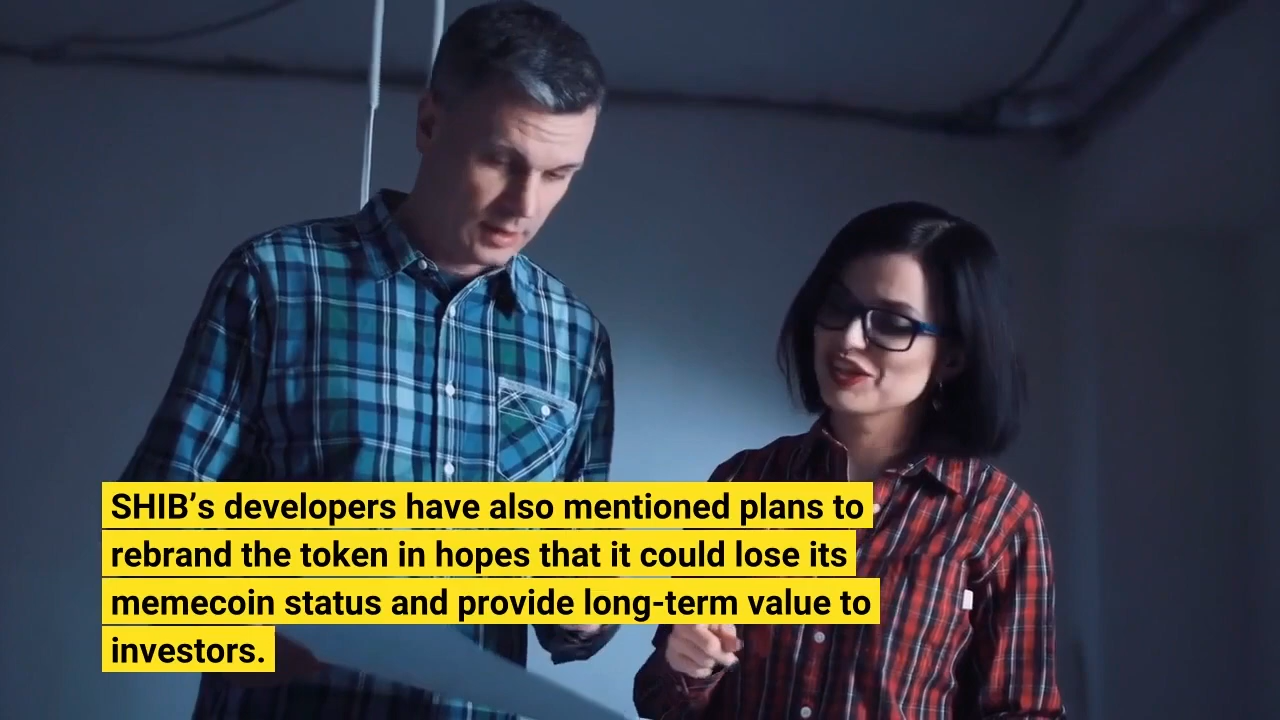 SHIB’s developers have also mentioned plans to
rebrand the token in hopes that it could lose its
memecoin status and provide long-term value to
investors.